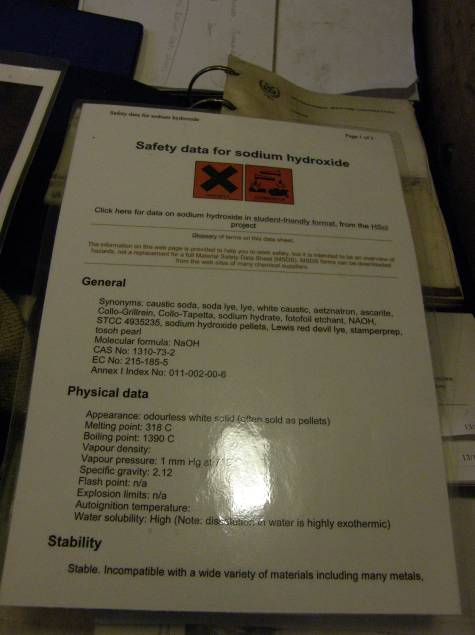 Safety data for sodium hydroxide
Page 1 of 3
Safety data for sodium hydroxide
Click here for data on sodium hydroxide in student-friendly format, from the HSci
project
Glossary of terms on this data sheet.
The information on this web page is provided to help you to work safely, but it is intended to be an overview of
hazards, not a replacement for a full Material Safety Data Sheet (MSDS). MSDS forms can be downloaded
from the web sites of many chemical suppliers.
General
Synonyms: caustic soda, soda lye, lye, white caustic, aetznatron, ascarite,
Collo-Grillrein, Collo-Tapetta, sodium hydrate, fotofoil etchant, NAOH,
STCC 4935235, sodium hydroxide pellets, Lewis red devil lye, stamperprep,
tosoh pearl
Molecular formula: NaOH
CAS No: 1310-73-2
EC No: 215-185-5
Annex I Index No: 011-002-00-6
Physical data
Appearance: odourless white solid (often sold as pellets)
Melting point: 318 C
Boiling point: 1390 C
Vapour density:
Vapour pressure: 1 mm Hg at
Specific gravity: 2.12
Flash point: n/a
Explosion limits: n/a
Autoignition temperature:
Water solubility: High (Note: dissolution in water is highly exothermic)
Stability
Stable. Incompatible with a wide variety of materials including many metals,